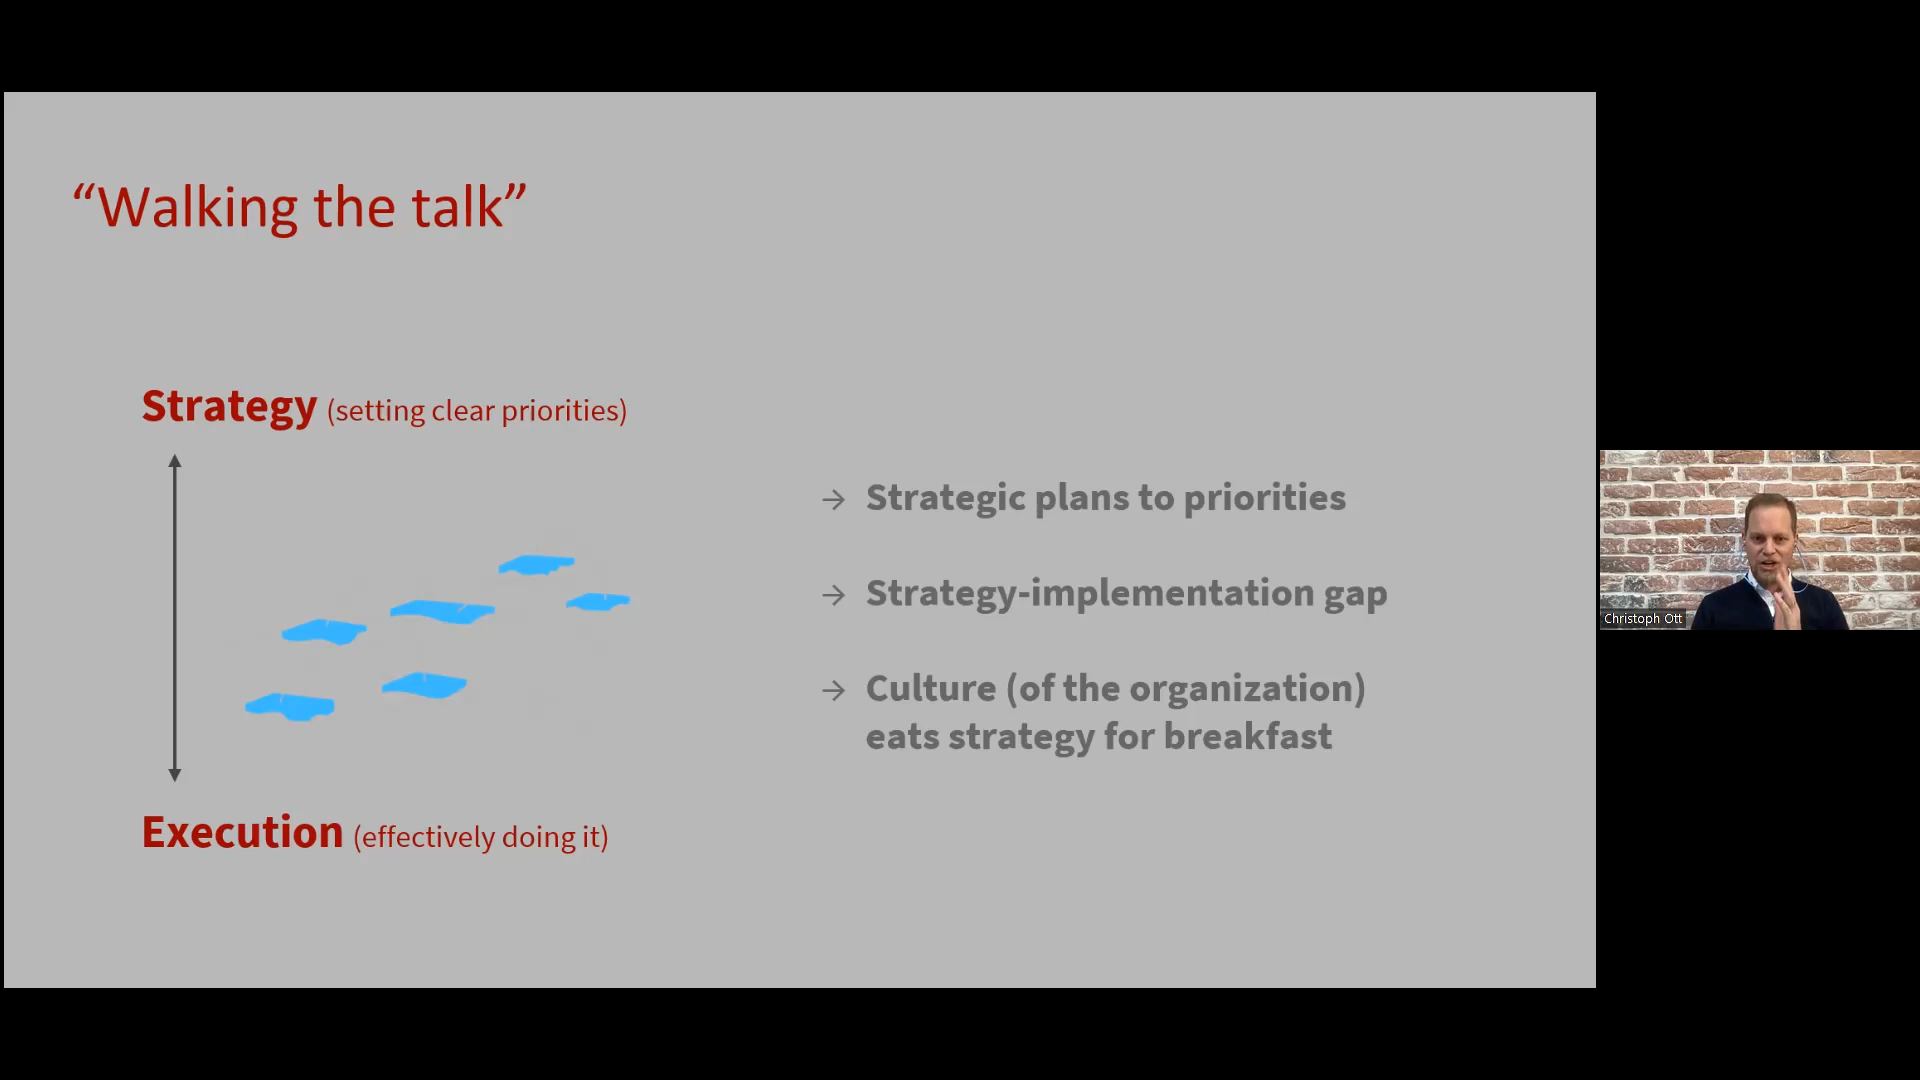 “Walking the talk”
Strategy (setting clear priorities)
→ Strategic plans to priorities
→ Strategy-implementation gap
→ Culture (of the organization)
eats strategy for breakfast
Execution (effectively doing it)
Christoph Ott